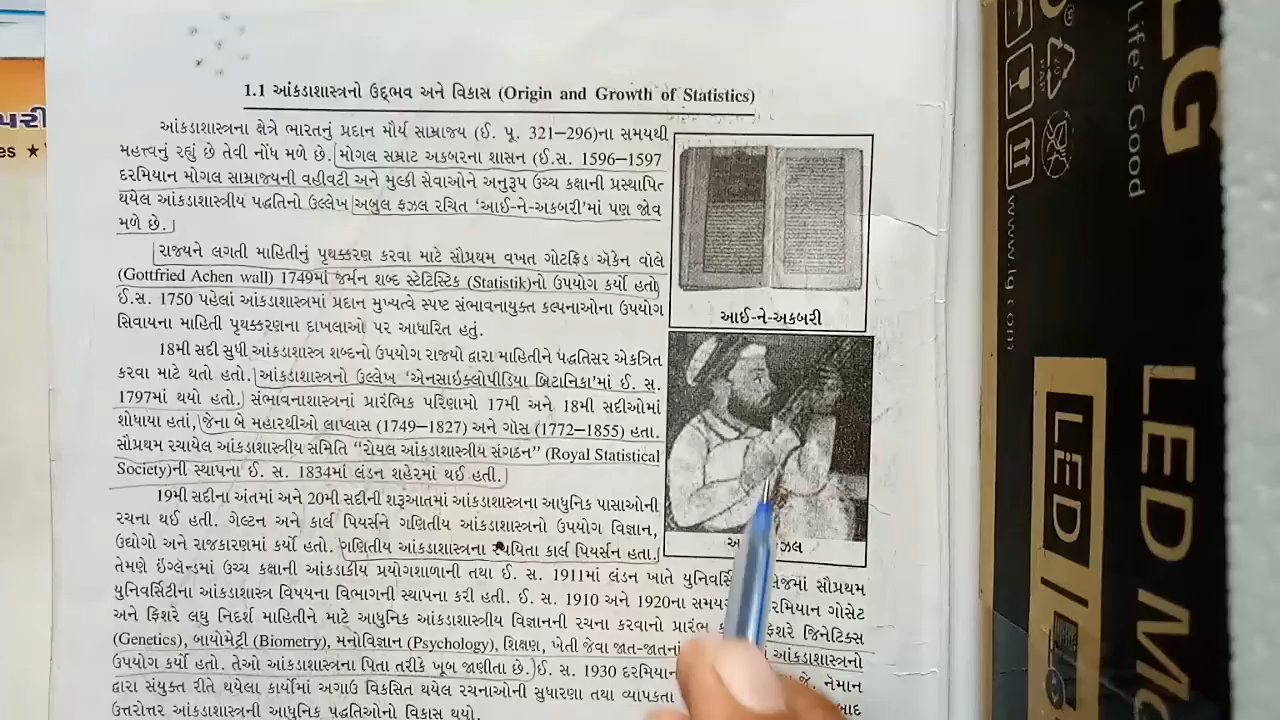 1.1 આંકડાશાસ્ત્રનો ઉદ્દભવ અને વિકાસ (Origin and Growth of Statistics)
આંકડાશાસ્ત્રના ક્ષેત્રે ભારતનું પ્રદાન મૌર્ય સામ્રાજ્ય (ઈ. પૂ. 321–296)ના સમયથી
મહત્ત્વનું રહ્યું છે તેવી નોંધ મળે છે. મોગલ સમ્રાટ અકબરના શાસન (ઈ.સ. 1596–1597
દરમિયાન મોગલ સામ્રાજ્યની વહીવટી અને મુલ્કી સેવાઓને અનુરૂપ ઉચ્ચ કક્ષાની પ્રસ્થાપિત
થયેલ આંકડાશાસ્ત્રીય પદ્ધતિનો ઉલ્લેખ અબુલ ફઝલ રચિત ‘આઈ-ને-અકબરી’માં પણ જોવ
મળે છે.
રાજ્યને લગતી માહિતીનું પૃથક્કરણ કરવા માટે સૌપ્રથમ વખત ગોટફ્રિડ એકેન વૉલે
(Gottfried Achen wall) 1749માં જર્મન શબ્દ સ્ટેટિસ્ટિક (Statistik)નો ઉપયોગ કર્યો હતો
ઈ.સ. 1750 પહેલાં આંકડાશાસ્ત્રમાં પ્રદાન મુખ્યત્વે સ્પષ્ટ સંભાવનાયુક્ત કલ્પનાઓના ઉપયોગ
સિવાયના માહિતી પૃથક્કરણના દાખલાઓ પર આધારિત હતું.
18મી સદી સુધી આંકડાશાસ્ત્ર શબ્દનો ઉપયોગ રાજ્યો દ્વારા માહિતીને પદ્ધતિસર એકત્રિત
કરવા માટે થતો હતો. આંકડાશાસ્ત્રનો ઉલ્લેખ ‘એનસાઇક્લોપીડિયા બ્રિટાનિકા’માં ઈ. સ.
1797માં થયો હતો. સંભાવનાશાસ્ત્રનાં પ્રારંભિક પરિણામો 17મી અને 18મી સદીઓમાં
શોધાયા હતાં, જેના બે મહારથીઓ લાપ્લાસ (1749–1827) અને ગોસ (1772–1855) હતા.
સૌપ્રથમ રચાયેલ આંકડાશાસ્ત્રીય સમિતિ “રોયલ આંકડાશાસ્ત્રીય સંગઠન” (Royal Statistical
Society)ની સ્થાપના ઈ. સ. 1834માં લંડન શહેરમાં થઈ હતી.
આઈ-ને-અકબરી
ફઝલ
19મી સદીના અંતમાં અને 20મી સદીની શરૂઆતમાં આંકડાશાસ્ત્રના આધુનિક પાસાઓની
રચના થઈ હતી. ગેલ્ટન અને કાર્લ પિયર્સને ગણિતીય આંકડાશાસ્ત્રનો ઉપયોગ વિજ્ઞાન,
ઉદ્યોગો અને રાજકારણમાં કર્યો હતો. ગણિતીય આંકડાશાસ્ત્રના રચયિતા કાર્લ પિયર્સન હતા.
તેમણે ઇંગ્લેન્ડમાં ઉચ્ચ કક્ષાની આંકડાકીય પ્રયોગશાળાની તથા ઈ. સ. 1911માં લંડન ખાતે સૌપ્રથમ
યુનિવર્સિટીના આંકડાશાસ્ત્ર વિષયના વિભાગની સ્થાપના કરી હતી. ઈ. સ. 1910 અને 1920ના ગોસેટ
અને ફિશરે લઘુ નિદર્શ માહિતીને માટે આધુનિક આંકડાશાસ્ત્રીય વિજ્ઞાનની રચના કરવાનો પ્રારંભ ફિશરે જિનેટિક્સ
(Genetics), બાયોમેટ્રી (Biometry), મનોવિજ્ઞાન (Psychology), શિક્ષણ, ખેતી જેવા જાત-જાતનાં આંકડાશાસ્ત્રનો
ઉપયોગ કર્યો હતો. તેઓ આંકડાશાસ્ત્રના પિતા તરીકે ખૂબ જાણીતા છે. ઈ. સ. 1930 દરમિયાન જે. નેમાન
દ્વારા સંયુક્ત રીતે થયેલા કાર્યોમાં અગાઉ વિકસિત થયેલ રચનાઓની સુધારણા તથા વ્યાપકતા બાદ
ઉત્તરોત્તર આંકડાશાસ્ત્રની આધુનિક પદ્ધતિઓનો વિકાસ થયો.
પરી
es ★
LG
Life's Good
www.lg.com
LED
LED Mo